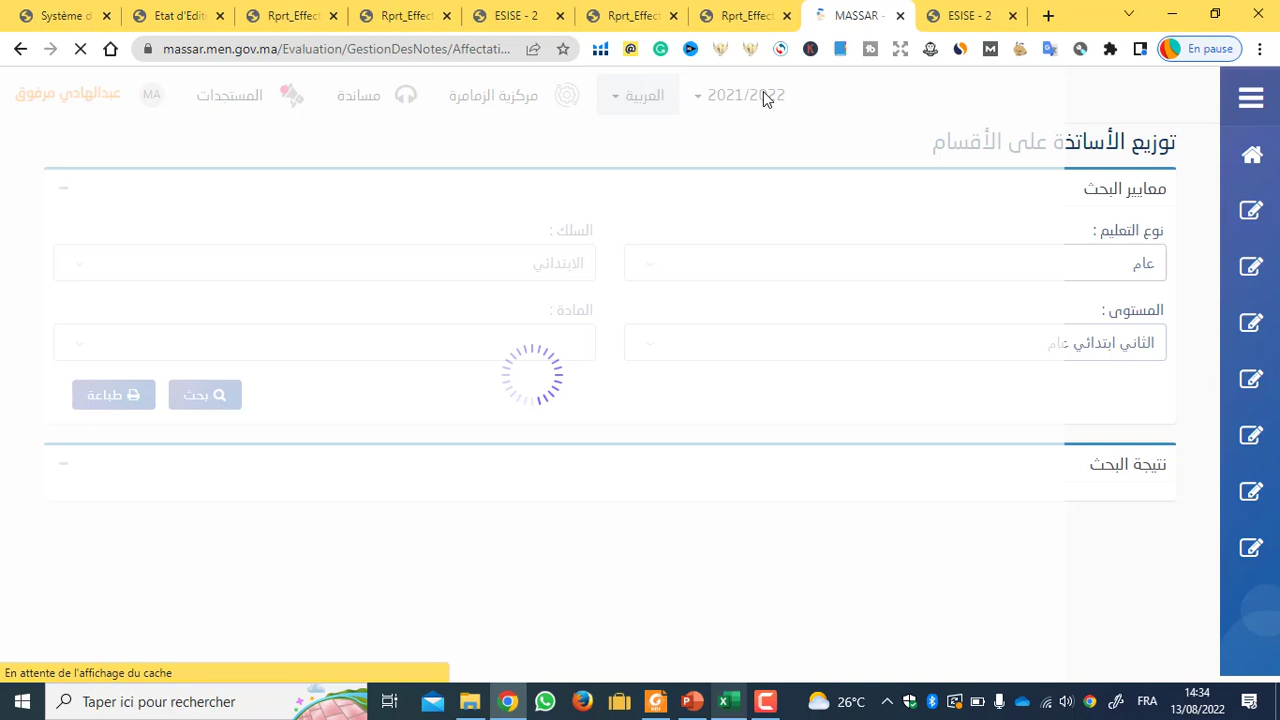 Système d
Etat d'Edit
Rprt_Effect
Rprt_Effect
ESISE - 2
Rprt_Effect
Rprt_Effect
MASSAR -
ESISE - 2
massar.men.gov.ma/Evaluation/GestionDesNotes/Affectati...
En pause
2021/2022
العربية
مركزية الزمامرة
مساندة
المستجدات
MA
عبدالهادي مرفوق
توزيع الأساتذة على الأقسام
معايير البحث
نوع التعليم :
السلك :
عام
الابتدائي
المستوى :
المادة :
الثاني ابتدائي عام
بحث
طباعة
نتيجة البحث
En attente de l'affichage du cache
Taper ici pour rechercher
26°C
FRA
14:34
13/08/2022